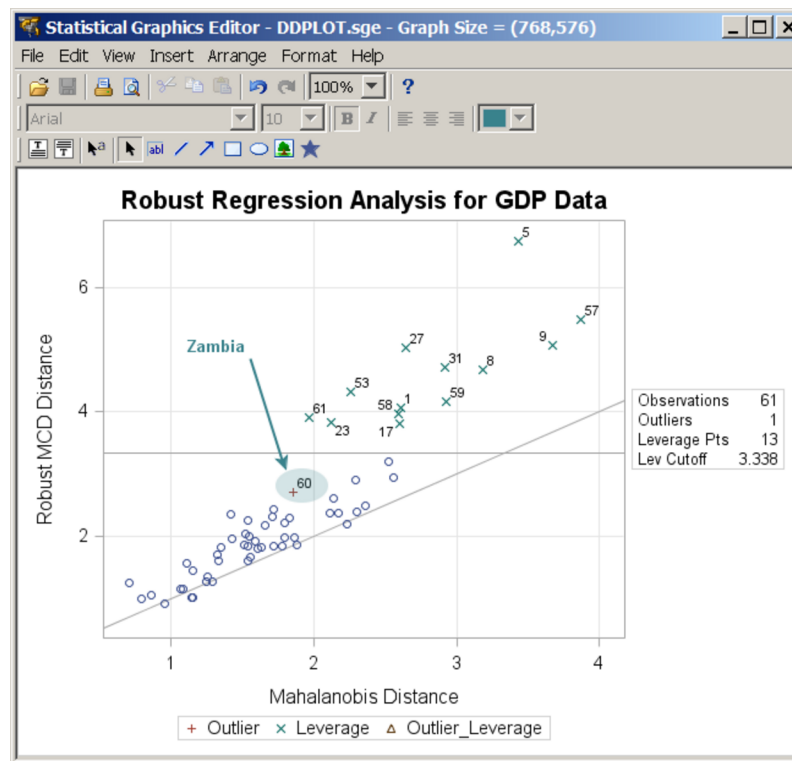 Statistical Graphics Editor - DDPLOT.sge - Graph Size = (768,576)
File Edit View Insert Arrange Format Help
100% ?
Arial 10 B I
a abl
Robust Regression Analysis for GDP Data
5
6
57
27
9
Zambia
31
8
53
59
1
58
61
4
23
17
Observations 61
Outliers 1
Leverage Pts 13
Lev Cutoff 3.338
Robust MCD Distance
60
2
1 2 3 4
Mahalanobis Distance
+ Outlier × Leverage △ Outlier_Leverage